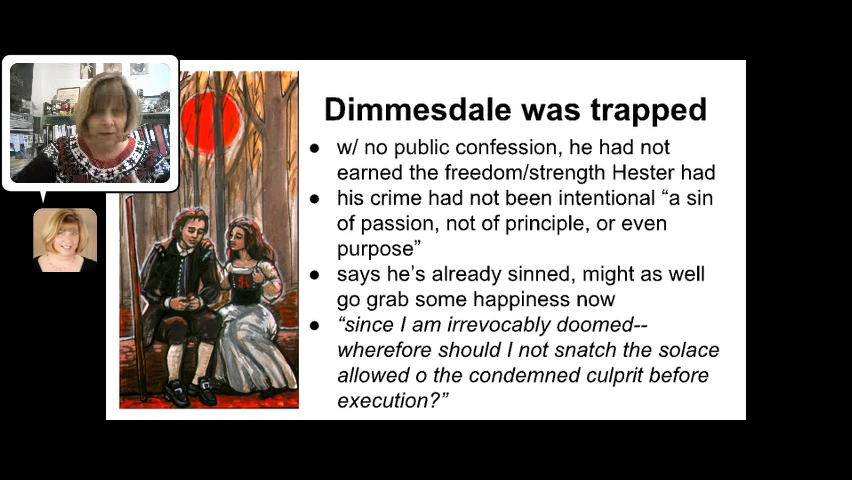 Dimmesdale was trapped
● w/ no public confession, he had not
earned the freedom/strength Hester had
● his crime had not been intentional “a sin
of passion, not of principle, or even
purpose”
● says he’s already sinned, might as well
go grab some happiness now
● “since I am irrevocably doomed--
wherefore should I not snatch the solace
allowed o the condemned culprit before
execution?”